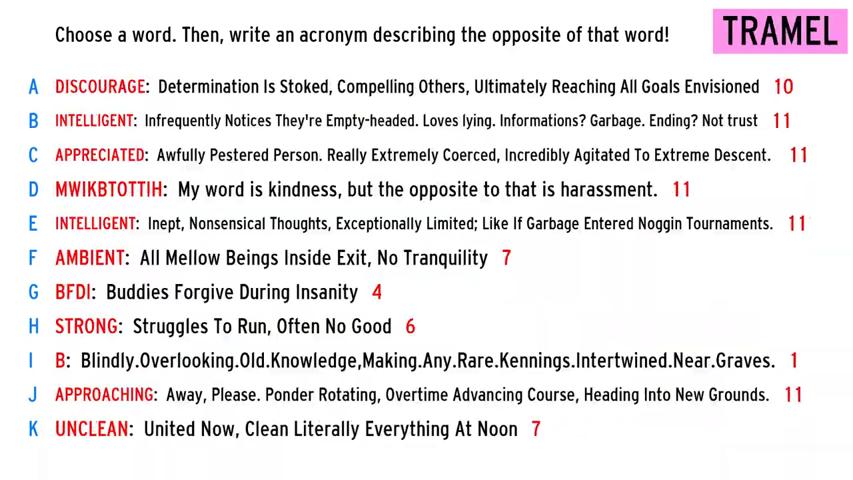 Choose a word. Then, write an acronym describing the opposite of that word!
TRAMEL
A DISCOURAGE: Determination Is Stoked, Compelling Others, Ultimately Reaching All Goals Envisioned 10
B INTELLIGENT: Infrequently Notices They're Empty-headed. Loves lying. Informations? Garbage. Ending? Not trust 11
C APPRECIATED: Awfully Pestered Person. Really Extremely Coerced, Incredibly Agitated To Extreme Descent. 11
D MWIKBTOTTIH: My word is kindness, but the opposite to that is harassment. 11
E INTELLIGENT: Inept, Nonsensical Thoughts, Exceptionally Limited; Like If Garbage Entered Noggin Tournaments. 11
F AMBIENT: All Mellow Beings Inside Exit, No Tranquility 7
G BFDI: Buddies Forgive During Insanity 4
H STRONG: Struggles To Run, Often No Good 6
I B: Blindly.Overlooking.Old.Knowledge,Making.Any.Rare.Kennings.Intertwined.Near.Graves. 1
J APPROACHING: Away, Please. Ponder Rotating, Overtime Advancing Course, Heading Into New Grounds. 11
K UNCLEAN: United Now, Clean Literally Everything At Noon 7